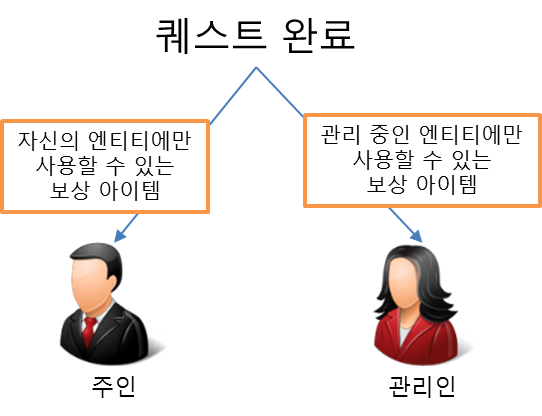 퀘스트 완료
자신의 엔티티에만
사용할 수 있는
보상 아이템
관리 중인 엔티티에만
사용할 수 있는
보상 아이템
주인
관리인